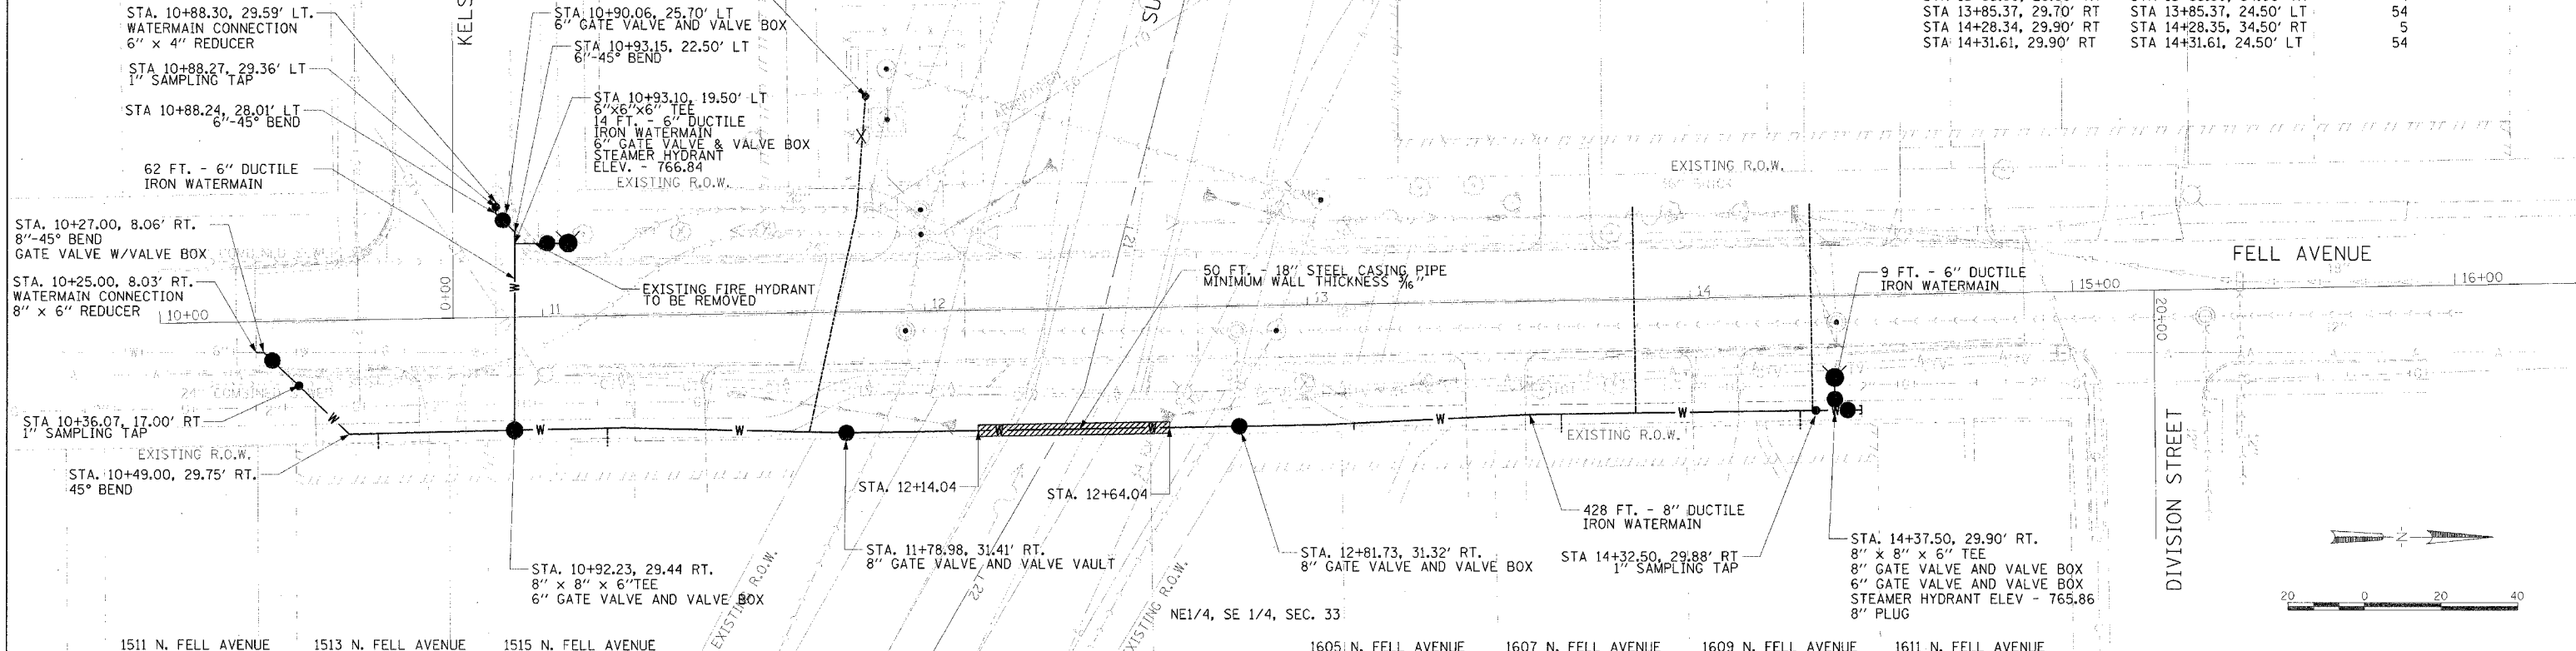 STA. 10+88.30, 29.59' LT.
WATERMAIN CONNECTION
6" x 4" REDUCER
STA 10+88.27, 29.36' LT
1" SAMPLING TAP
STA 10+88.24, 28.01' LT
6"-45° BEND
62 FT. - 6" DUCTILE
IRON WATERMAIN
STA. 10+27.00, 8.06' RT.
8"-45° BEND
GATE VALVE W/VALVE BOX
STA. 10+25.00, 8.03' RT.
WATERMAIN CONNECTION
8" x 6" REDUCER
10+00
STA 10+36.07, 17.00' RT
1" SAMPLING TAP
EXISTING R.O.W.
STA. 10+49.00, 29.75' RT.
45° BEND
KELS
0+00
STA 10+90.06, 25.70' LT
6" GATE VALVE AND VALVE BOX
STA 10+93.15, 22.50' LT
6"-45° BEND
STA 10+93.10, 19.50' LT
6"x6"x6" TEE
14 FT. - 6" DUCTILE
IRON WATERMAIN
6" GATE VALVE & VALVE BOX
STEAMER HYDRANT
ELEV. - 766.84
EXISTING R.O.W.
EXISTING FIRE HYDRANT
TO BE REMOVED
11
12
13
14
15+00
16+00
SU
121
122
50 FT. - 18" STEEL CASING PIPE
MINIMUM WALL THICKNESS
STA 13+85.37, 29.70' RT STA 13+85.37, 24.50' LT 54
STA 14+28.34, 29.90' RT STA 14+28.35, 34.50' RT 5
STA 14+31.61, 29.90' RT STA 14+31.61, 24.50' LT 54
EXISTING R.O.W.
FELL AVENUE
9 FT. - 6" DUCTILE
IRON WATERMAIN
W
W
W
W
W
W
W
W
W
W
EXISTING R.O.W.
STA. 12+14.04
STA. 12+64.04
STA. 10+92.23, 29.44 RT.
8" x 8" x 6"TEE
6" GATE VALVE AND VALVE BOX
STA. 11+78.98, 31.41' RT.
8" GATE VALVE AND VALVE VAULT
STA. 12+81.73, 31.32' RT.
8" GATE VALVE AND VALVE BOX
428 FT. - 8" DUCTILE
IRON WATERMAIN
STA 14+32.50, 29.88' RT
1" SAMPLING TAP
STA. 14+37.50, 29.90' RT.
8" x 8" x 6" TEE
8" GATE VALVE AND VALVE BOX
6" GATE VALVE AND VALVE BOX
STEAMER HYDRANT ELEV - 765.86
8" PLUG
20+00
DIVISION STREET
EXISTING R.O.W.
EXISTING R.O.W.
NE1/4, SE 1/4, SEC. 33
20 0 20 40
1511 N. FELL AVENUE
1513 N. FELL AVENUE
1515 N. FELL AVENUE
1605 N. FELL AVENUE
1607 N. FELL AVENUE
1609 N. FELL AVENUE
1611 N. FELL AVENUE